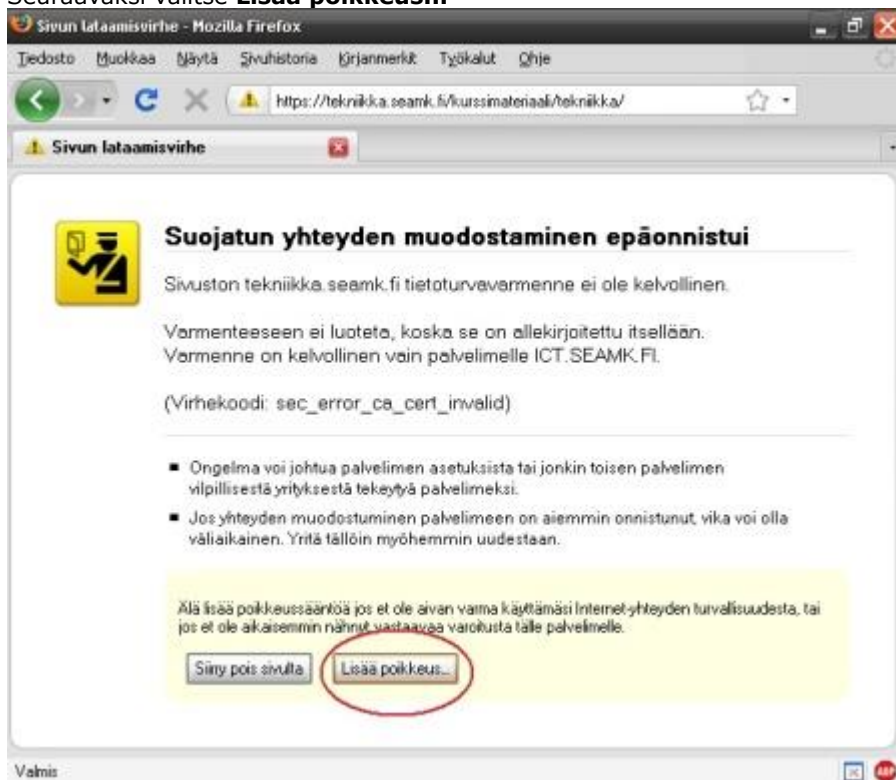 Seuraavaksi valitse Lisää poikkeus...
Sivun lataamisvirhe - Mozilla Firefox
Tiedosto Muokkaa Näytä Sivuhistoria Kirjanmerkit Työkalut Ohje
https://tekniikka.seamk.fi/kurssimateriaali/tekniikka/
Sivun lataamisvirhe
Suojatun yhteyden muodostaminen epäonnistui
Sivuston tekniikka.seamk.fi tietoturvavarmenne ei ole kelvollinen.
Varmenteeseen ei luoteta, koska se on allekirjoitettu itsellään.
Varmenne on kelvollinen vain palvelimelle ICT.SEAMK.FI.
(Virhekoodi: sec_error_ca_cert_invalid)
Ongelma voi johtua palvelimen asetuksista tai jonkin toisen palvelimen
vilpillisestä yrityksestä tekeytyä palvelimeksi.
Jos yhteyden muodostuminen palvelimeen on aiemmin onnistunut, vika voi olla
väliaikainen. Yritä tällöin myöhemmin uudestaan.
Älä lisää poikkeussääntöä jos et ole aivan varma käyttämäsi Internet-yhteyden turvallisuudesta, tai
jos et ole aikaisemmin nähnyt vastaavaa varoitusta tälle palvelimelle.
Siirry pois sivulta Lisää poikkeus...
Valmis ABP